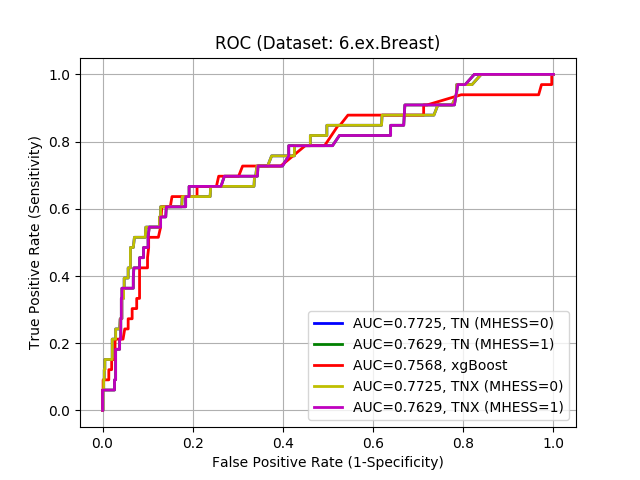 ROC (Dataset: 6.ex.Breast)
True Positive Rate (Sensitivity)
1.0
0.8
0.6
0.4
0.2
0.0
AUC=0.7725, TN (MHESS=0)
AUC=0.7629, TN (MHESS=1)
AUC=0.7568, xgBoost
AUC=0.7725, TNX (MHESS=0)
AUC=0.7629, TNX (MHESS=1)
0.0 0.2 0.4 0.6 0.8 1.0
False Positive Rate (1-Specificity)